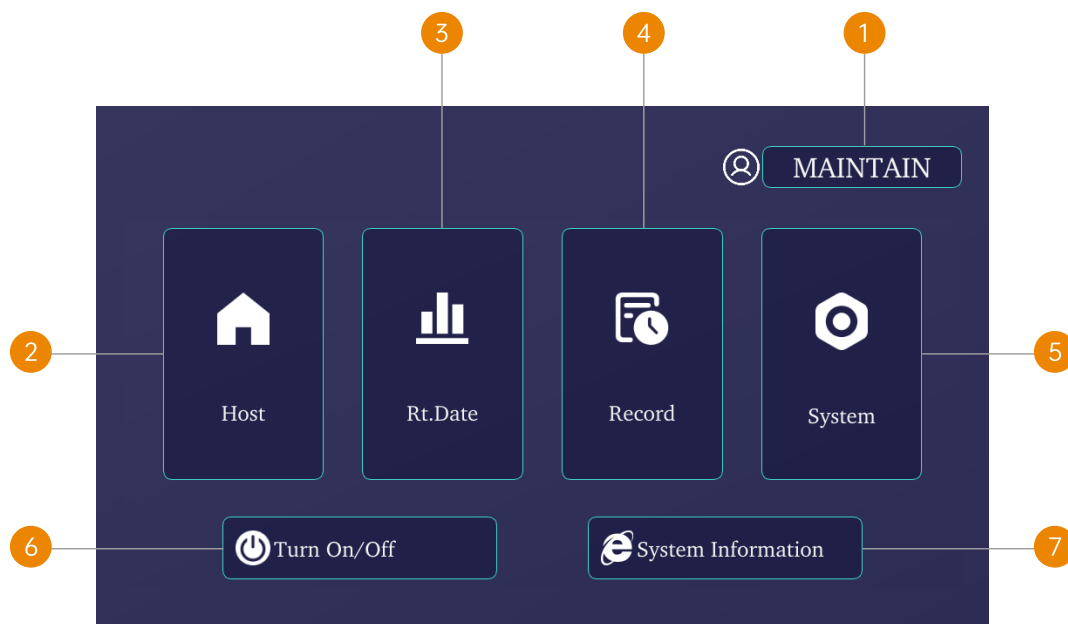 3 4 1
MAINTAIN
2 5
Host Rt.Date Record System
6 Turn On/Off System Information 7